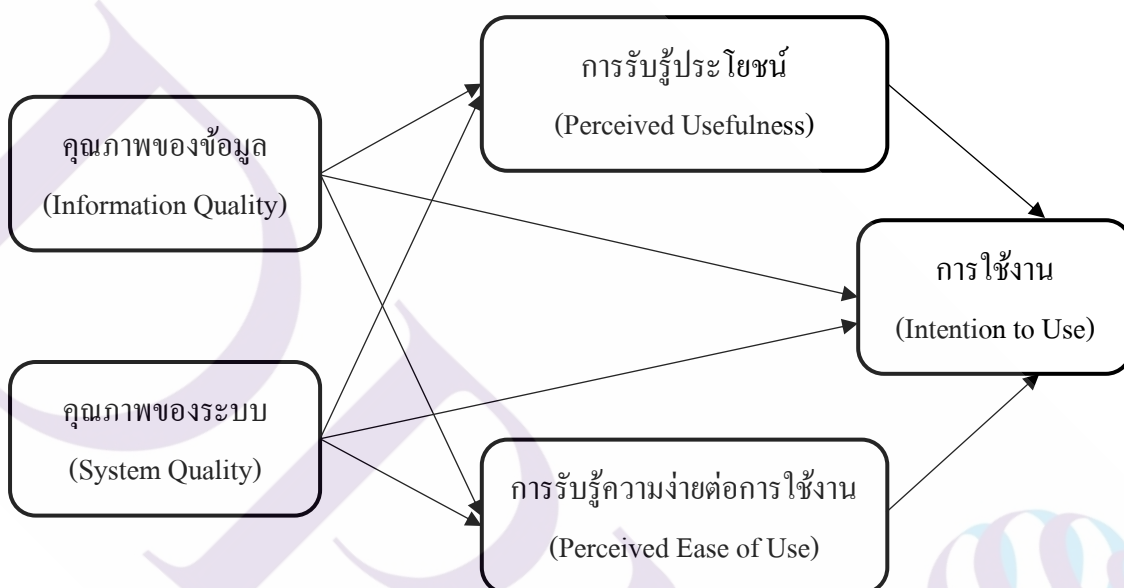 การรับรู้ประโยชน์
(Perceived Usefulness)
คุณภาพของข้อมูล
(Information Quality)
การใช้งาน
(Intention to Use)
คุณภาพของระบบ
(System Quality)
การรับรู้ความง่ายต่อการใช้งาน
(Perceived Ease of Use)